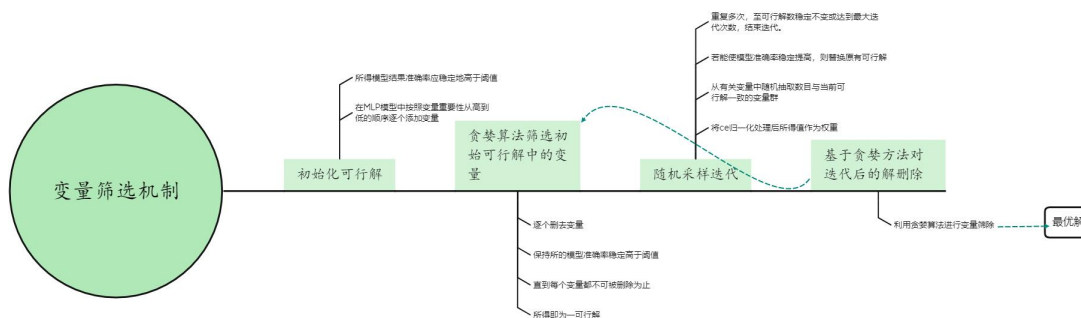 变量筛选机制
所得模型结果准确率应稳定地高于阈值
在MLP模型中按照变量重要性从高到
低的顺序逐个添加变量
初始化可行解
贪婪算法筛选初
始可行解中的变
量
逐个删去变量
保持所的模型准确率稳定高于阈值
直到每个变量都不可被删除为止
所得即为一可行解
重复多次，至可行解数稳定不变或达到最大迭
代次数，结束迭代。
若能使模型准确率稳定提高，则替换原有可行解
从有关变量中随机抽取数目与当前可
行解一致的变量群
将cei归一化处理后所得值作为权重
随机采样迭代
基于贪婪方法对
迭代后的解删除
利用贪婪算法进行变量筛除
最优解